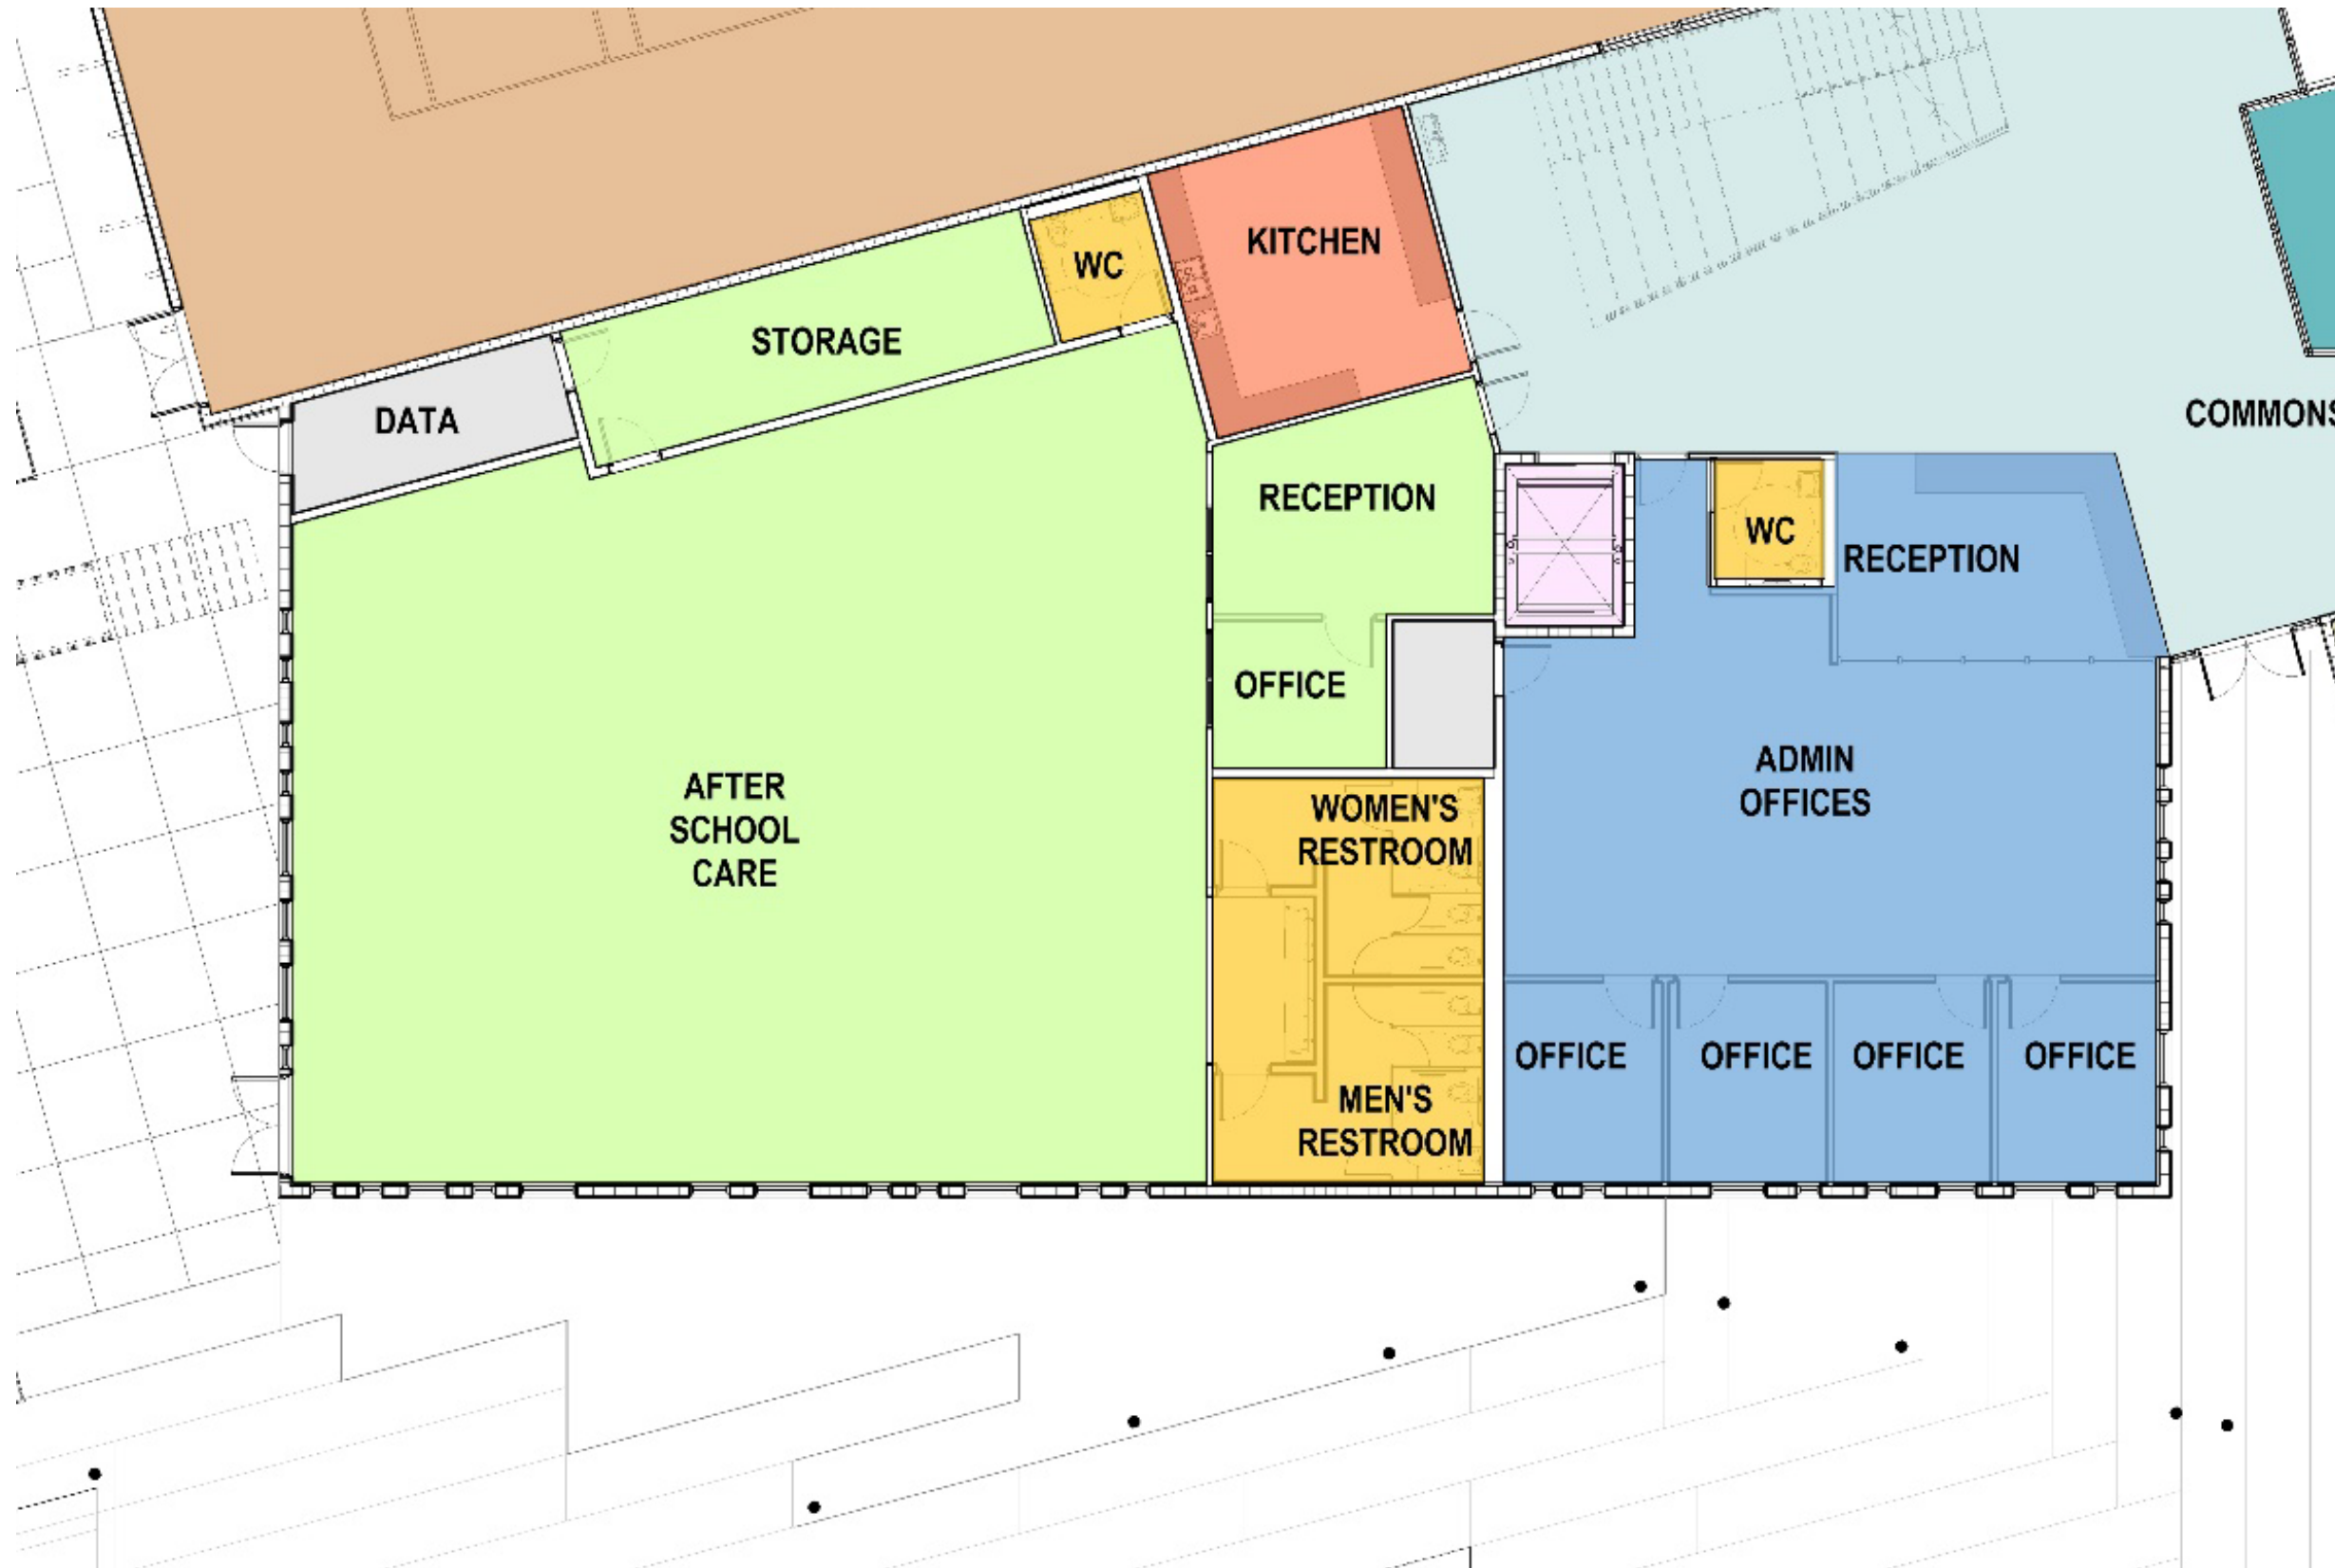 KITCHEN
WC
STORAGE
DATA
COMMONS
RECEPTION
WC
RECEPTION
OFFICE
ADMIN
OFFICES
AFTER
SCHOOL
CARE
WOMEN'S
RESTROOM
OFFICE
OFFICE
OFFICE
OFFICE
MEN'S
RESTROOM